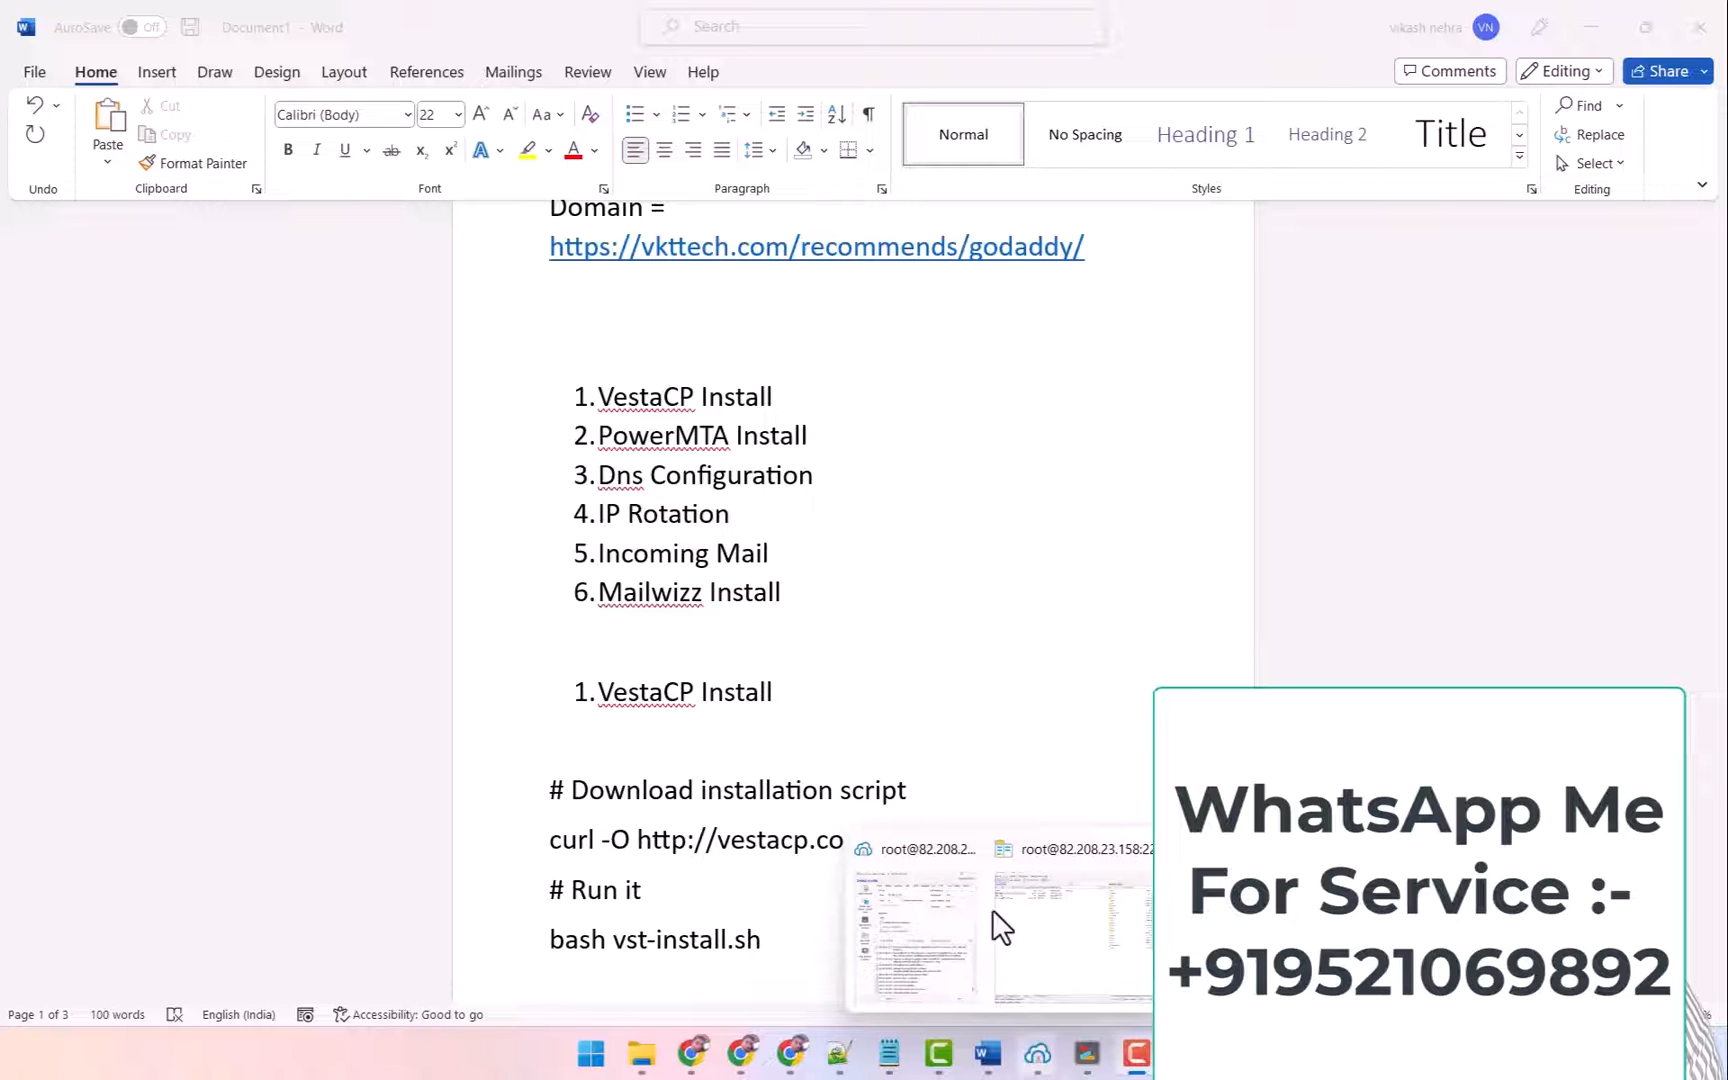 AutoSave Off Document1 - Word Search vikash nehra VN
File Home Insert Draw Design Layout References Mailings Review View Help Comments Editing Share
Paste Cut Copy Format Painter
Calibri (Body) 22 Aa
Normal No Spacing Heading 1 Heading 2 Title
Find Replace Select
Undo Clipboard Font Paragraph Styles Editing
Domain =
https://vkttech.com/recommends/godaddy/
1. VestaCP Install
2. PowerMTA Install
3. Dns Configuration
4. IP Rotation
5. Incoming Mail
6. Mailwizz Install
1. VestaCP Install
# Download installation script
curl -O http://vestacp.co
# Run it
bash vst-install.sh
root@82.208.2... root@82.208.23.158:22
WhatsApp Me
For Service :-
+919521069892
Page 1 of 3 100 words English (India) Accessibility: Good to go